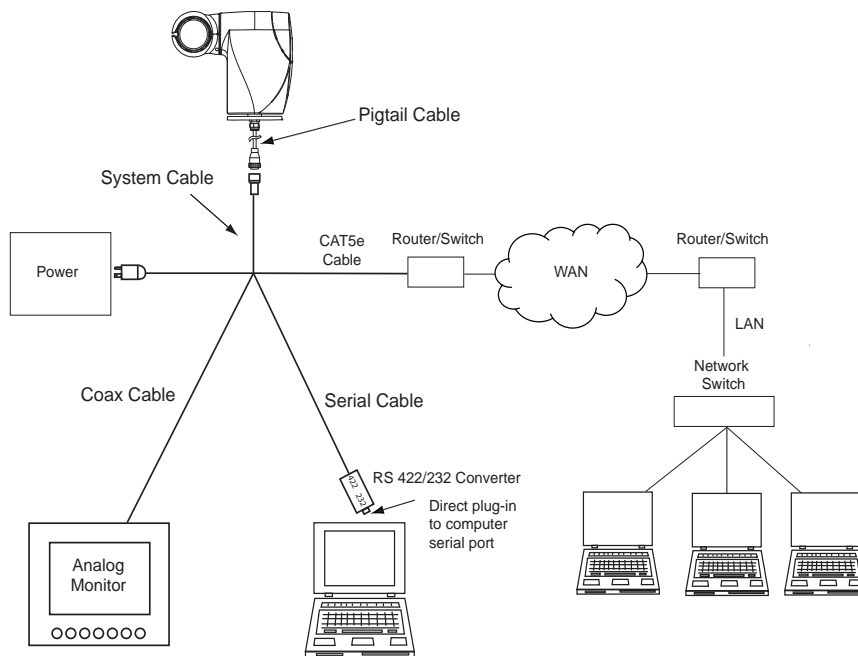 Pigtail Cable
System Cable
CAT5e
Cable
Router/Switch
Router/Switch
Power
WAN
LAN
Network
Switch
Coax Cable
Serial Cable
RS 422/232 Converter
422
232
Direct plug-in
to computer
serial port
Analog
Monitor